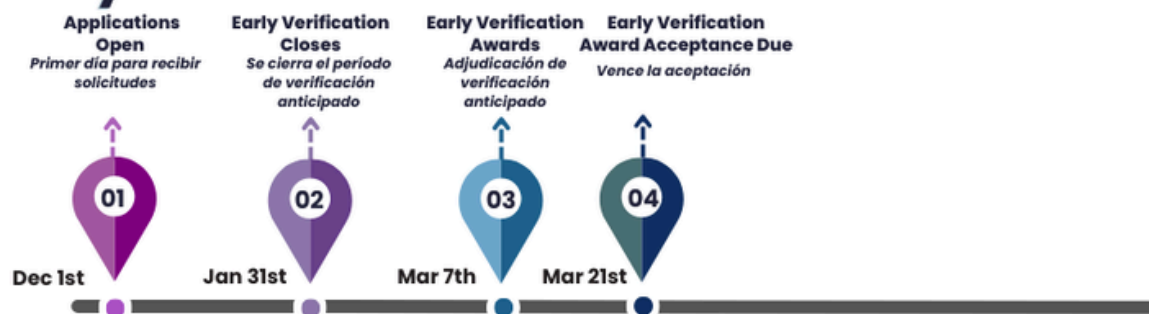 Applications
Open
Primer día para recibir
solicitudes
01
Dec 1st
Early Verification
Closes
Se cierra el período
de verificación
anticipado
02
Jan 31st
Early Verification
Awards
Adjudicación de
verificación
anticipado
03
Mar 7th
Early Verification
Award Acceptance Due
Vence la aceptación
04
Mar 21st